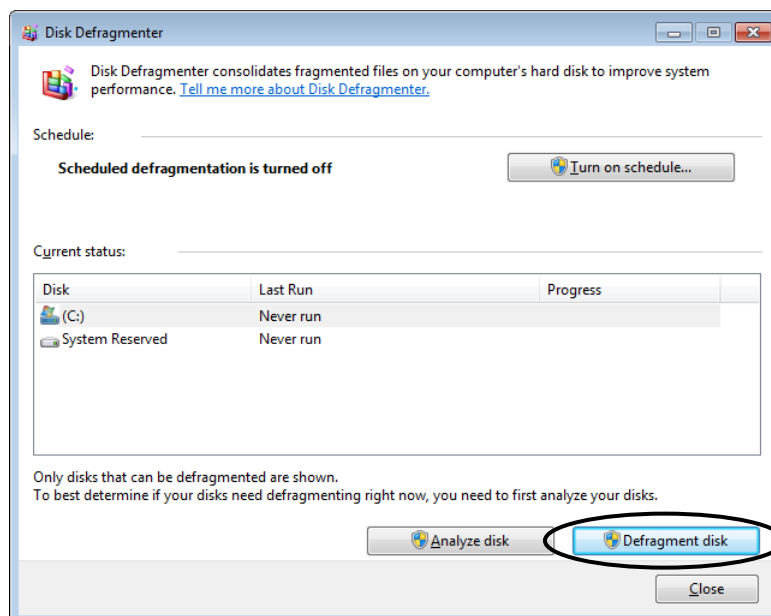 Disk Defragmenter
Disk Defragmenter consolidates fragmented files on your computer's hard disk to improve system
performance. Tell me more about Disk Defragmenter.
Schedule:
Scheduled defragmentation is turned off
Turn on schedule...
Current status:
Disk Last Run Progress
(C:) Never run
System Reserved Never run
Only disks that can be defragmented are shown.
To best determine if your disks need defragmenting right now, you need to first analyze your disks.
Analyze disk Defragment disk
Close